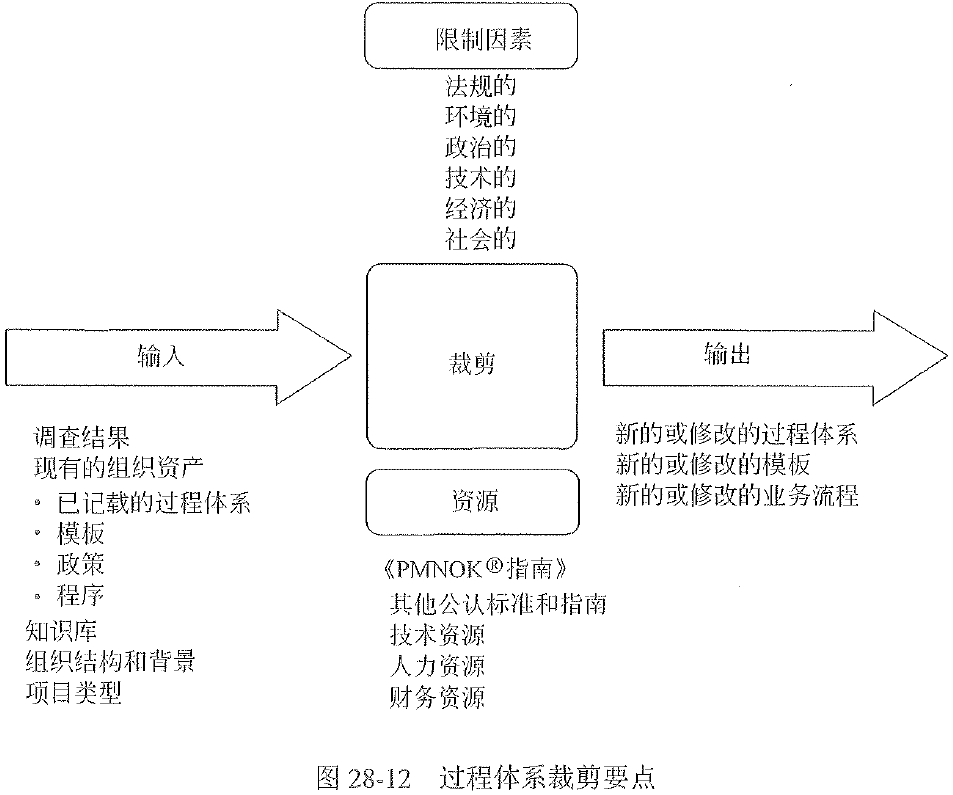 限制因素
法规的
环境的
政治的
技术的
经济的
社会的
输入
裁剪
输出
调查结果
现有的组织资产
• 已记载的过程体系
• 模板
• 政策
• 程序
知识库
组织结构和背景
项目类型
新的或修改的过程体系
新的或修改的模板
新的或修改的业务流程
资源
《PMNOK®指南》
其他公认标准和指南
技术资源
人力资源
财务资源
图 28-12 过程体系裁剪要点